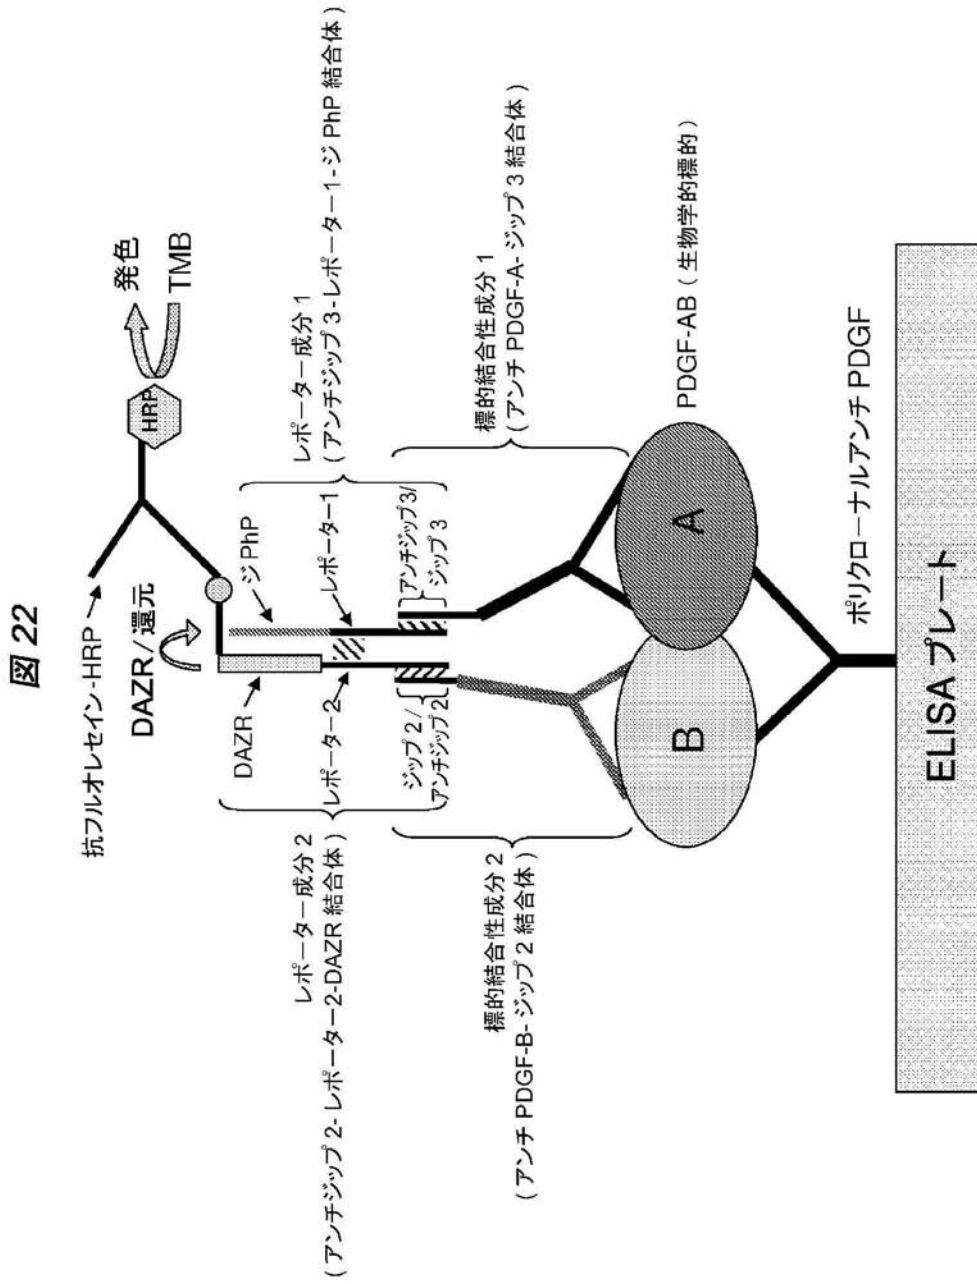 図 22
抗フルオレセイン-HRP
HRP
発色
TMB
DAZR/還元
DAZR
ジ PhP
レポーター2
レポーター1
レポーター成分 2
( アンチジップ 2- レポーター2-DAZR 結合体 )
レポーター成分 1
( アンチジップ 3-レポーター1-ジ PhP 結合体 )
ジップ 2 /
アンチジップ 2
アンチジップ3/
ジップ 3
標的結合性成分 2
( アンチ PDGF-B- ジップ 2 結合体 )
標的結合性成分 1
( アンチ PDGF-A- ジップ 3 結合体 )
B
A
PDGF-AB ( 生物学的標的 )
ポリクローナルアンチ PDGF
ELISA プレート